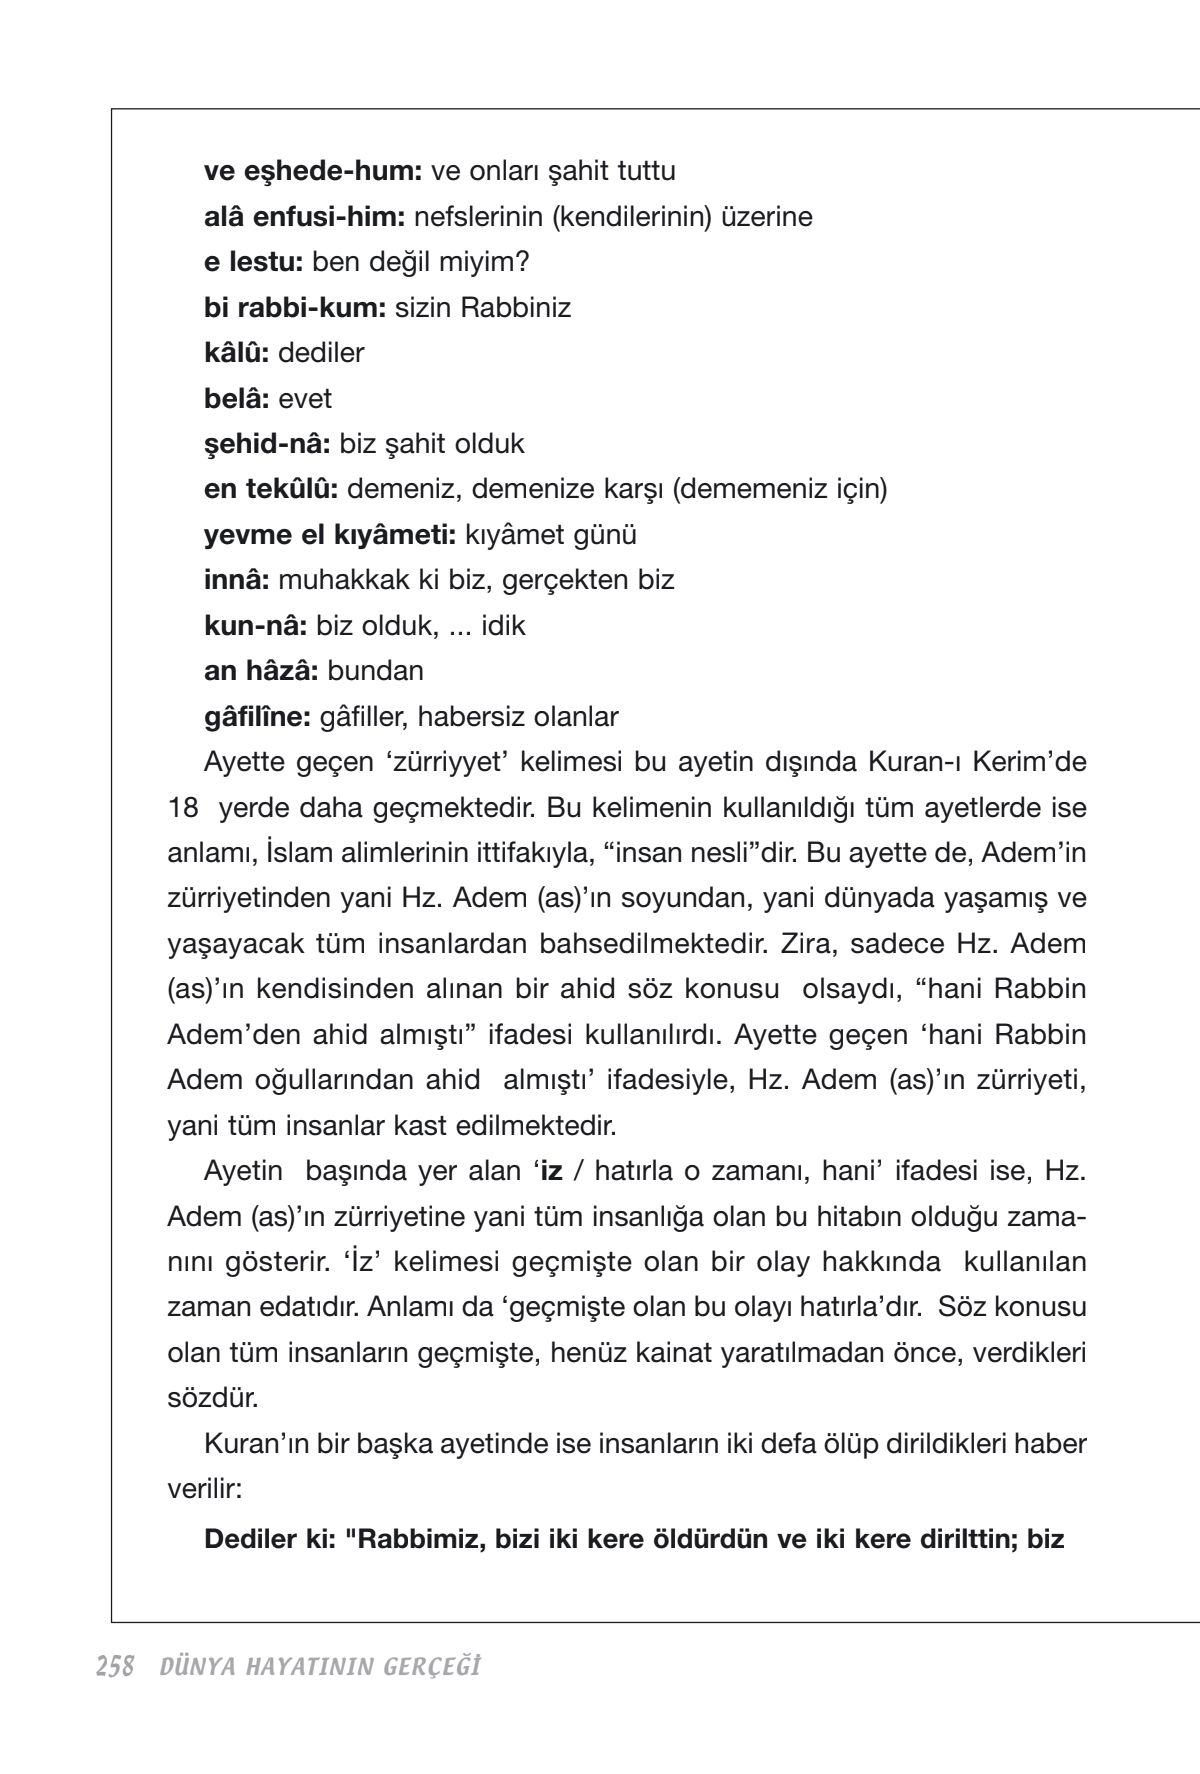 ve eşhede-hum: ve onları şahit tuttu
alâ enfusi-him: nefslerinin (kendilerinin) üzerine
e lestu: ben değil miyim?
bi rabbi-kum: sizin Rabbiniz
kâlû: dediler
belâ: evet
şehid-nâ: biz şahit olduk
en tekûlû: demeniz, demenize karşı (dememeniz için)
yevme el kıyâmeti: kıyâmet günü
innâ: muhakkak ki biz, gerçekten biz
kun-nâ: biz olduk, ... idik
an hâzâ: bundan
gâfilîne: gâfiller, habersiz olanlar
Ayette geçen ‘zürriyyet’ kelimesi bu ayetin dışında Kuran-ı Kerim’de
18 yerde daha geçmektedir. Bu kelimenin kullanıldığı tüm ayetlerde ise
anlamı, İslam alimlerinin ittifakıyla, “insan nesli”dir. Bu ayette de, Adem’in
zürriyetinden yani Hz. Adem (as)’ın soyundan, yani dünyada yaşamış ve
yaşayacak tüm insanlardan bahsedilmektedir. Zira, sadece Hz. Adem
(as)’ın kendisinden alınan bir ahid söz konusu olsaydı, “hani Rabbin
Adem’den ahid almıştı” ifadesi kullanılırdı. Ayette geçen ‘hani Rabbin
Adem oğullarından ahid almıştı’ ifadesiyle, Hz. Adem (as)’ın zürriyeti,
yani tüm insanlar kast edilmektedir.
Ayetin başında yer alan ‘iz / hatırla o zamanı, hani’ ifadesi ise, Hz.
Adem (as)’ın zürriyetine yani tüm insanlığa olan bu hitabın olduğu zama-
nını gösterir. ‘İz’ kelimesi geçmişte olan bir olay hakkında kullanılan
zaman edatıdır. Anlamı da ‘geçmişte olan bu olayı hatırla’dır. Söz konusu
olan tüm insanların geçmişte, henüz kainat yaratılmadan önce, verdikleri
sözdür.
Kuran’ın bir başka ayetinde ise insanların iki defa ölüp dirildikleri haber
verilir:
Dediler ki: "Rabbimiz, bizi iki kere öldürdün ve iki kere dirilttin; biz
258 DÜNYA HAYATININ GERÇEĞİ